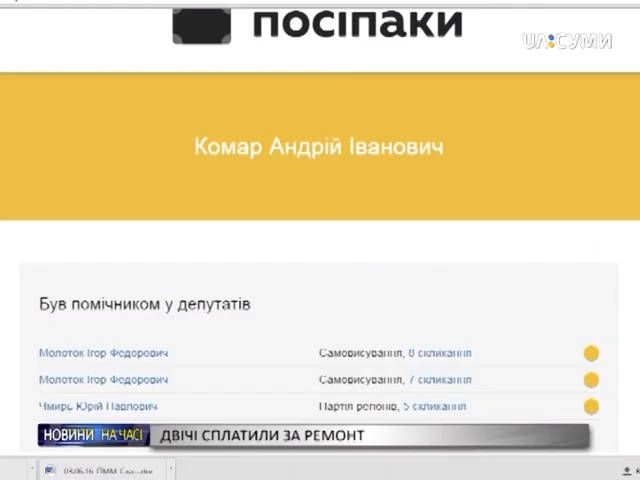 посіпаки
UA:СУМИ
Комар Андрій Іванович
Був помічником у депутатів
Молоток Ігор Федорович Самовисування, 8 скликання
Молоток Ігор Федорович Самовисування, 7 скликання
Чмирь Юрій Павлович Партія регіонів, 5 скликання
НОВИНИ НА ЧАСІ ДВІЧІ СПЛАТИЛИ ЗА РЕМОНТ